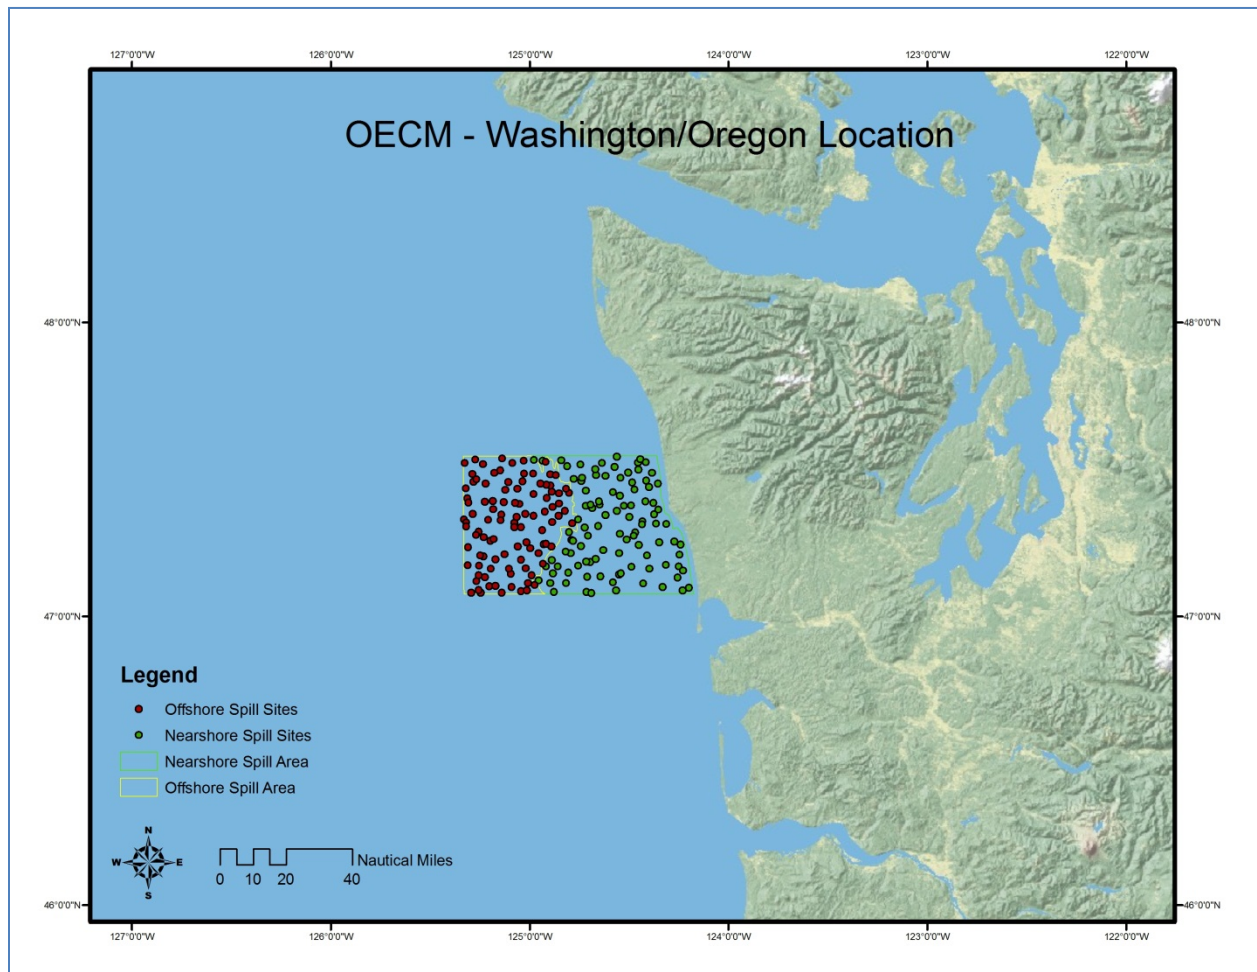 127°0'0"W 126°0'0"W 125°0'0"W 124°0'0"W 123°0'0"W 122°0'0"W
OECM - Washington/Oregon Location
48°0'0"N 48°0'0"N
47°0'0"N 47°0'0"N
Legend
Offshore Spill Sites
Nearshore Spill Sites
Nearshore Spill Area
Offshore Spill Area
N
W E
S
Nautical Miles
0 10 20 40
46°0'0"N 46°0'0"N
127°0'0"W 126°0'0"W 125°0'0"W 124°0'0"W 123°0'0"W 122°0'0"W